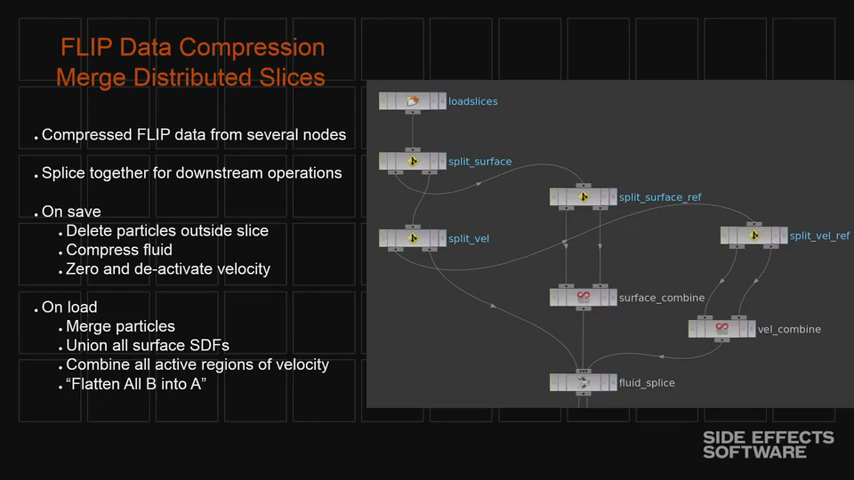 FLIP Data Compression
Merge Distributed Slices
Compressed FLIP data from several nodes
Splice together for downstream operations
On save
Delete particles outside slice
Compress fluid
Zero and de-activate velocity
On load
Merge particles
Union all surface SDFs
Combine all active regions of velocity
“Flatten All B into A”
loadslices
split_surface
split_surface_ref
split_vel
split_vel_ref
surface_combine
vel_combine
fluid_splice
SIDE EFFECTS
SOFTWARE